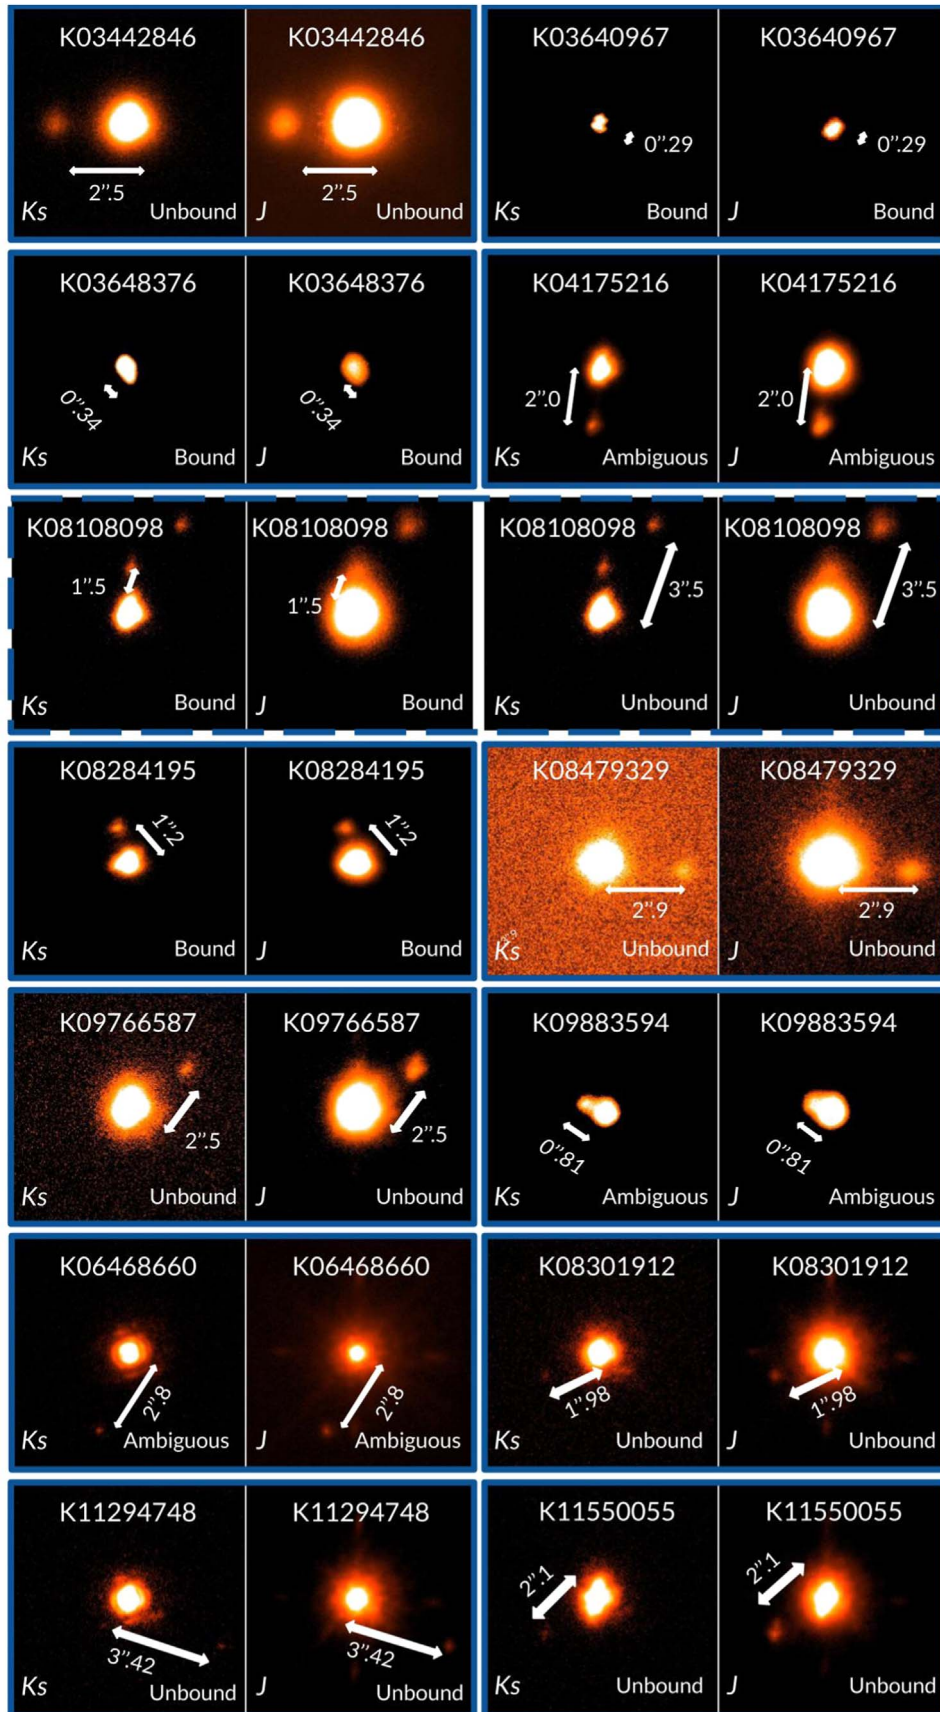 K03442846
2”.5
Ks Unbound
K03442846
2”.5
J Unbound
K03640967
0”.29
Ks Bound
K03640967
0”.29
J Bound
K03648376
0”.34
Ks Bound
K03648376
0”.34
J Bound
K04175216
2”.0
Ks Ambiguous
K04175216
2”.0
J Ambiguous
K08108098
1”.5
Ks Bound
K08108098
1”.5
J Bound
K08108098
3”.5
Ks Unbound
K08108098
3”.5
J Unbound
K08284195
1”.2
Ks Bound
K08284195
1”.2
J Bound
K08479329
2”.9
Ks Unbound
K08479329
2”.9
J Unbound
K09766587
2”.5
Ks Unbound
K09766587
2”.5
J Unbound
K09883594
0”.81
Ks Ambiguous
K09883594
0”.81
J Ambiguous
K06468660
2”.8
Ks Ambiguous
K06468660
2”.8
J Ambiguous
K08301912
1”.98
Ks Unbound
K08301912
1”.98
J Unbound
K11294748
3”.42
Ks Unbound
K11294748
3”.42
J Unbound
K11550055
2”.1
Ks Unbound
K11550055
2”.1
J Unbound